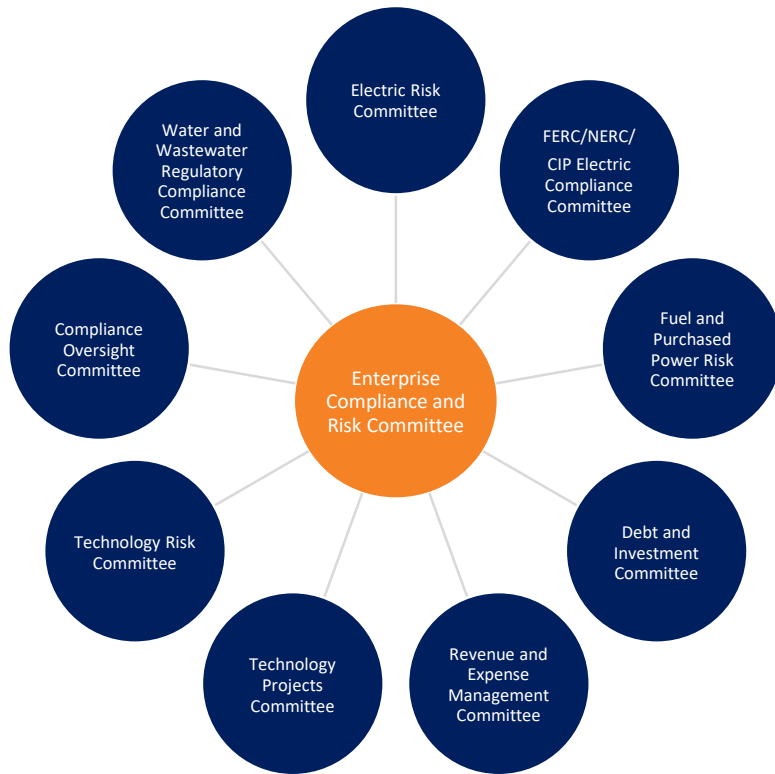 Electric Risk
Committee
FERC/NERC/
CIP Electric
Compliance
Committee
Fuel and
Purchased
Power Risk
Committee
Debt and
Investment
Committee
Revenue and
Expense
Management
Committee
Technology
Projects
Committee
Technology Risk
Committee
Compliance
Oversight
Committee
Water and
Wastewater
Regulatory
Compliance
Committee
Enterprise
Compliance and
Risk Committee